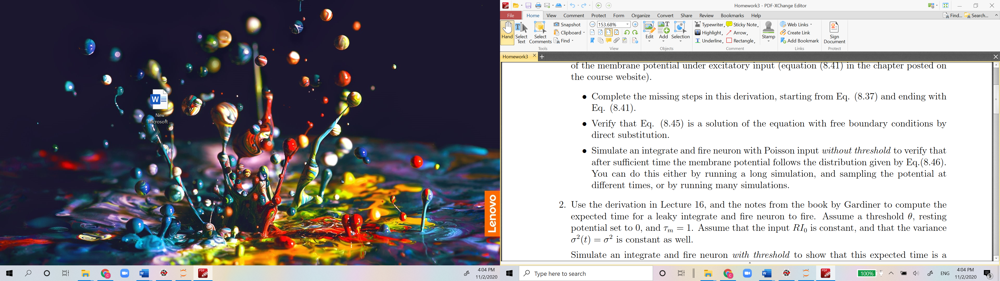 New
Microsoft ...
Lenovo
4:04 PM
11/2/2020
Homework3 - PDF-XChange Editor
File Home View Comment Protect Form Organize Convert Share Review Bookmarks Help Find... Search...
Hand
Select
Text
Select
Comments
Snapshot
Clipboard
Find
Tools
153.68%
View
Edit
Add
Selection
Objects
Typewriter
Highlight
Underline
Sticky Note
Arrow
Rectangle
Stamp
Comment
Web Links
Create Link
Add Bookmark
Links
Sign
Document
Protect
Homework3
of the membrane potential under excitatory input (equation (8.41) in the chapter posted on
the course website).
• Complete the missing steps in this derivation, starting from Eq. (8.37) and ending with
Eq. (8.41).
• Verify that Eq. (8.45) is a solution of the equation with free boundary conditions by
direct substitution.
• Simulate an integrate and fire neuron with Poisson input without threshold to verify that
after sufficient time the membrane potential follows the distribution given by Eq.(8.46).
You can do this either by running a long simulation, and sampling the potential at
different times, or by running many simulations.
2. Use the derivation in Lecture 16, and the notes from the book by Gardiner to compute the
expected time for a leaky integrate and fire neuron to fire. Assume a threshold θ, resting
potential set to 0, and τₘ = 1. Assume that the input RI₀ is constant, and that the variance
σ²(t) = σ² is constant as well.
Simulate an integrate and fire neuron with threshold to show that this expected time is a
Type here to search
100%
ENG
4:04 PM
11/2/2020
9